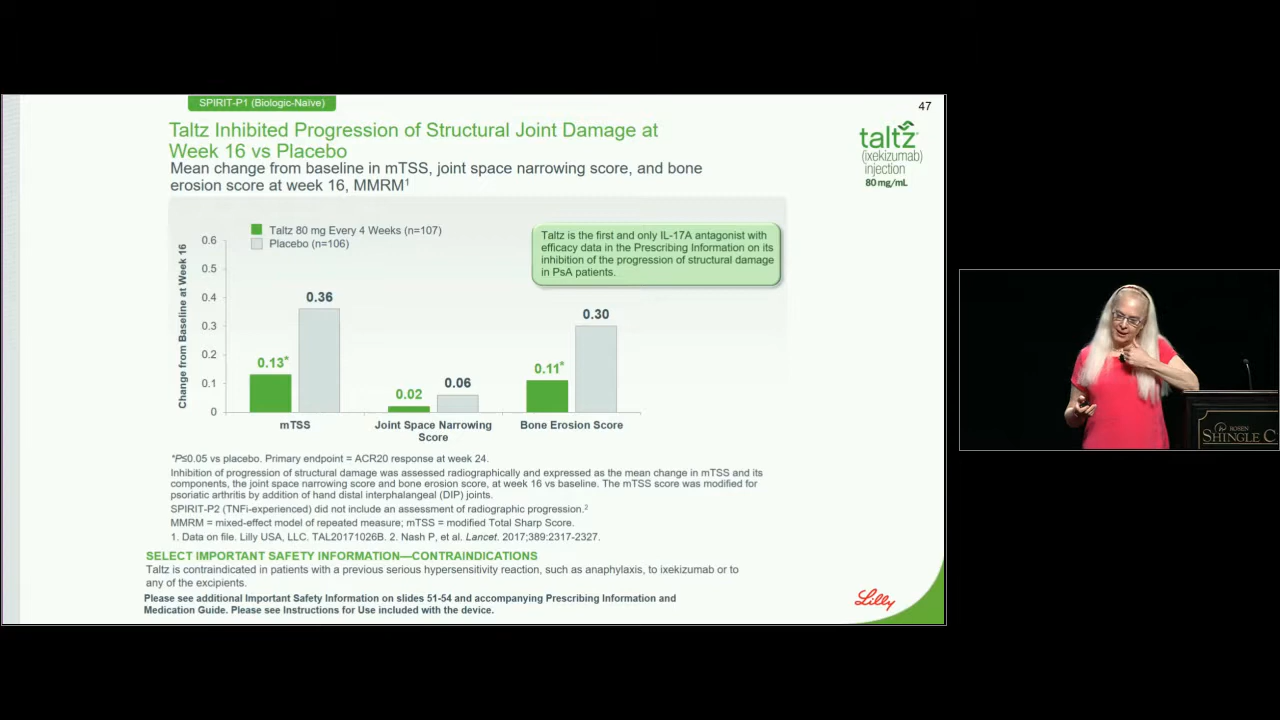 SPIRIT-P1 (Biologic-Naïve)
47
Taltz Inhibited Progression of Structural Joint Damage at
Week 16 vs Placebo
Mean change from baseline in mTSS, joint space narrowing score, and bone
erosion score at week 16, MMRM1
taltz
(ixekizumab)
injection
80 mg/mL
Taltz 80 mg Every 4 Weeks (n=107)
Placebo (n=106)
Taltz is the first and only IL-17A antagonist with
efficacy data in the Prescribing Information on its
inhibition of the progression of structural damage
in PsA patients.
Change from Baseline at Week 16
0.6
0.5
0.4
0.3
0.2
0.1
0
0.13*
0.36
0.02
0.06
0.11*
0.30
mTSS
Joint Space Narrowing
Score
Bone Erosion Score
*P≤0.05 vs placebo. Primary endpoint = ACR20 response at week 24.
Inhibition of progression of structural damage was assessed radiographically and expressed as the mean change in mTSS and its
components, the joint space narrowing score and bone erosion score, at week 16 vs baseline. The mTSS score was modified for
psoriatic arthritis by addition of hand distal interphalangeal (DIP) joints.
SPIRIT-P2 (TNFi-experienced) did not include an assessment of radiographic progression.2
MMRM = mixed-effect model of repeated measure; mTSS = modified Total Sharp Score.
1. Data on file. Lilly USA, LLC. TAL20171026B. 2. Nash P, et al. Lancet. 2017;389:2317-2327.
SELECT IMPORTANT SAFETY INFORMATION—CONTRAINDICATIONS
Taltz is contraindicated in patients with a previous serious hypersensitivity reaction, such as anaphylaxis, to ixekizumab or to
any of the excipients.
Please see additional Important Safety Information on slides 51-54 and accompanying Prescribing Information and
Medication Guide. Please see Instructions for Use included with the device.
Lilly
ROSEN
SHINGLE C